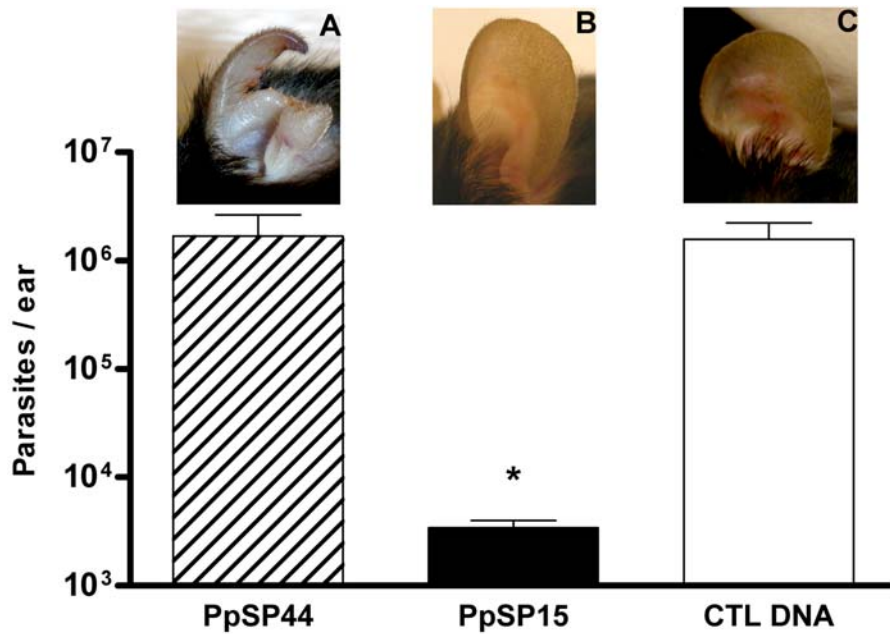 A
B
C
Parasites / ear
10⁷
10⁶
10⁵
10⁴
10³
*
PpSP44
PpSP15
CTL DNA